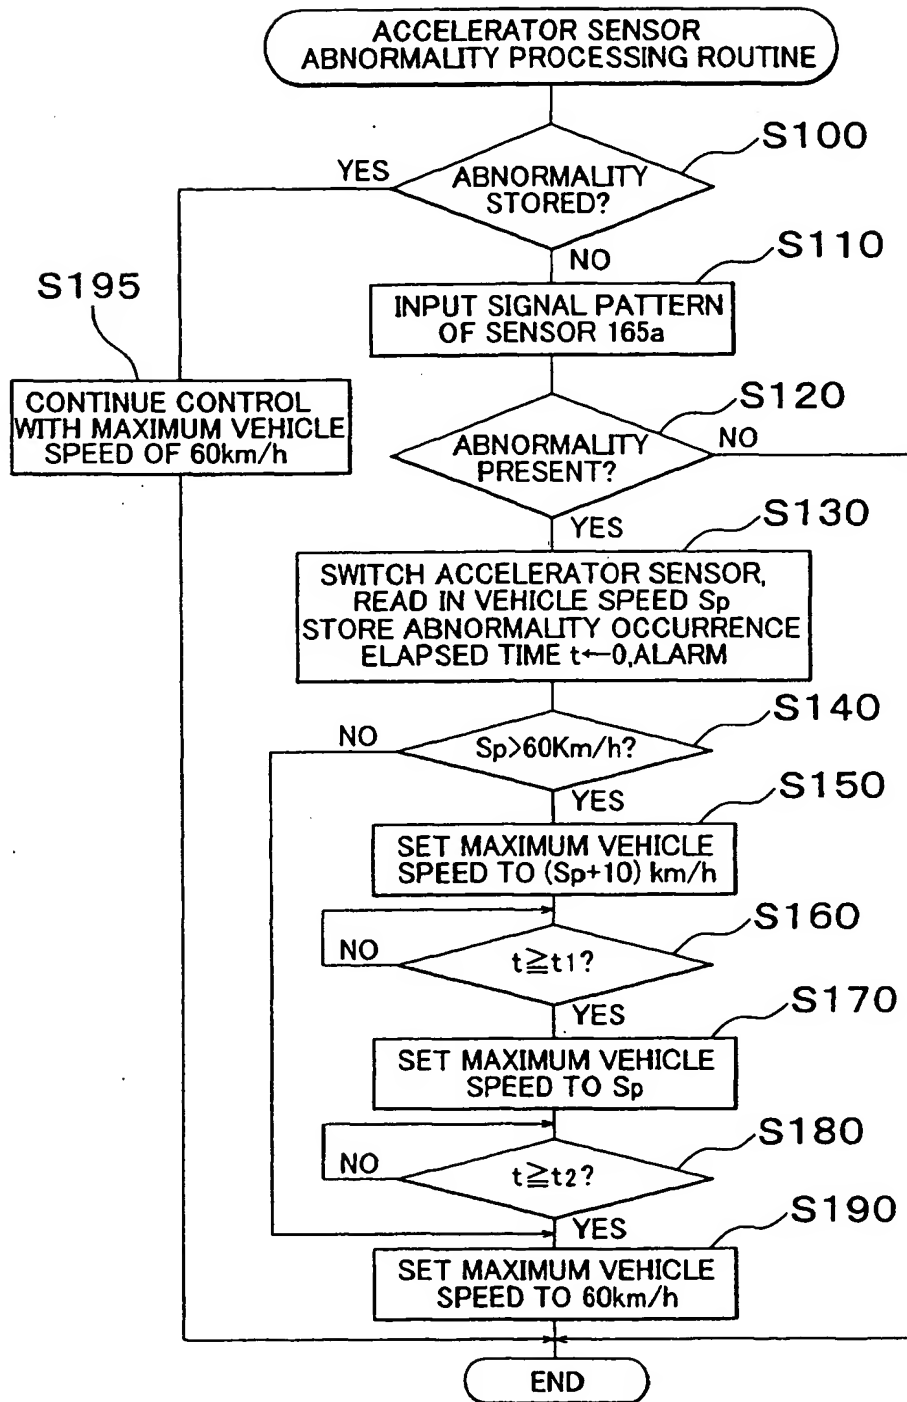 ACCELERATOR SENSOR
ABNORMALITY PROCESSING ROUTINE
S100
YES
ABNORMALITY
STORED?
NO
S110
INPUT SIGNAL PATTERN
OF SENSOR 165a
S195
CONTINUE CONTROL
WITH MAXIMUM VEHICLE
SPEED OF 60km/h
S120
ABNORMALITY
PRESENT?
NO
YES
S130
SWITCH ACCELERATOR SENSOR,
READ IN VEHICLE SPEED Sp
STORE ABNORMALITY OCCURRENCE
ELAPSED TIME t←0,ALARM
S140
NO
Sp>60Km/h?
YES
S150
SET MAXIMUM VEHICLE
SPEED TO (Sp+10) km/h
S160
NO
t≧t1?
YES
S170
SET MAXIMUM VEHICLE
SPEED TO Sp
S180
NO
t≧t2?
YES
S190
SET MAXIMUM VEHICLE
SPEED TO 60km/h
END